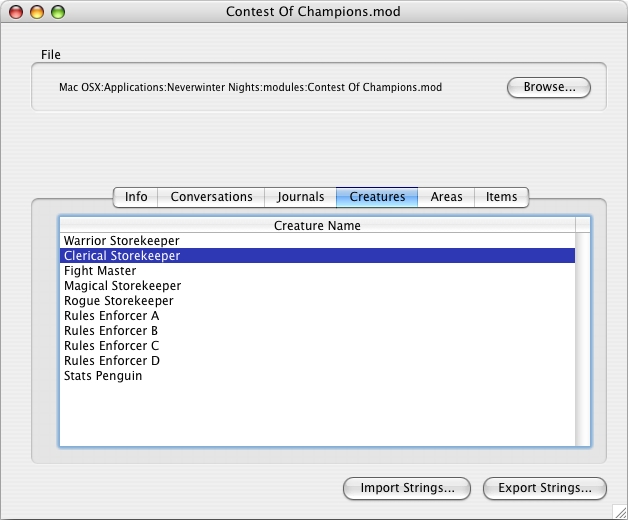 Contest Of Champions.mod
File
Mac OSX:Applications:Neverwinter Nights:modules:Contest Of Champions.mod
Browse...
Info Conversations Journals Creatures Areas Items
Creature Name
Warrior Storekeeper
Clerical Storekeeper
Fight Master
Magical Storekeeper
Rogue Storekeeper
Rules Enforcer A
Rules Enforcer B
Rules Enforcer C
Rules Enforcer D
Stats Penguin
Import Strings... Export Strings...